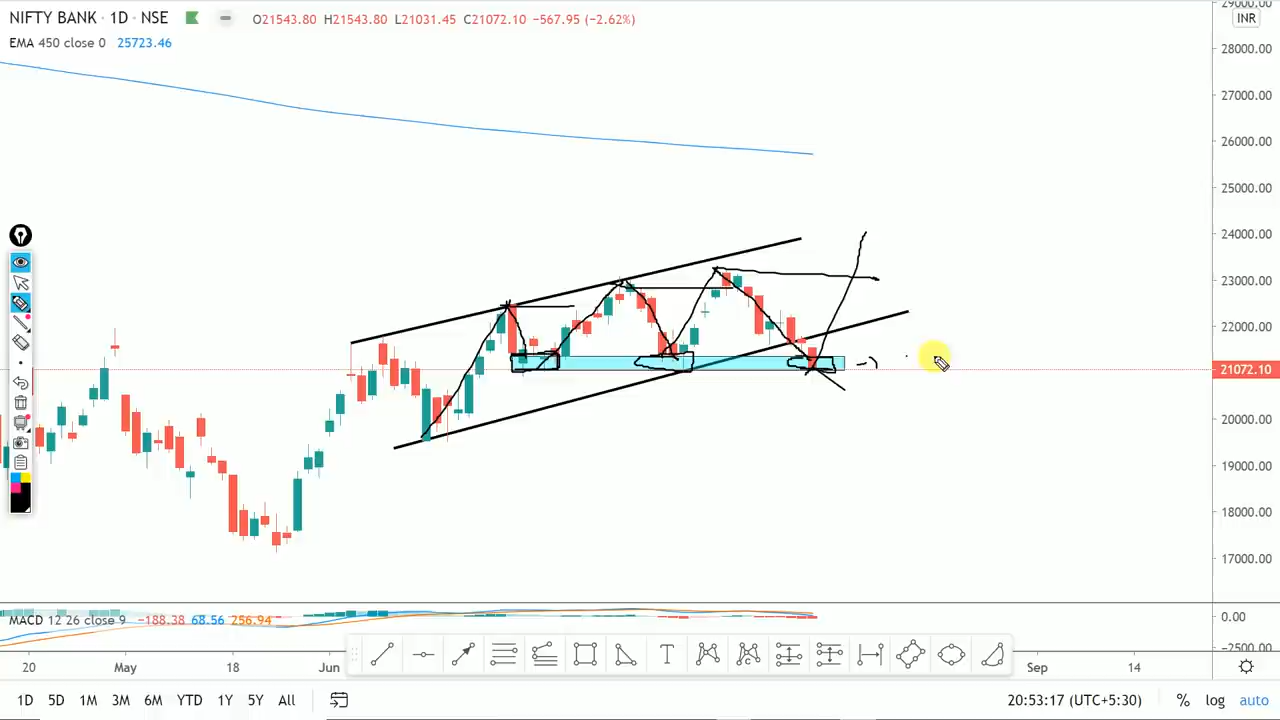 NIFTY BANK · 1D · NSE O21543.80 H21543.80 L21031.45 C21072.10 −567.95 (−2.62%)
EMA 450 close 0 25723.46
INR
29000.00
28000.00
27000.00
26000.00
25000.00
24000.00
23000.00
22000.00
21072.10
20000.00
19000.00
18000.00
17000.00
MACD 12 26 close 9 −188.38 68.56 256.94
0.00
−2500.00
20 May 18 Jun Sep 14
1D 5D 1M 3M 6M YTD 1Y 5Y All 20:53:17 (UTC+5:30) % log auto